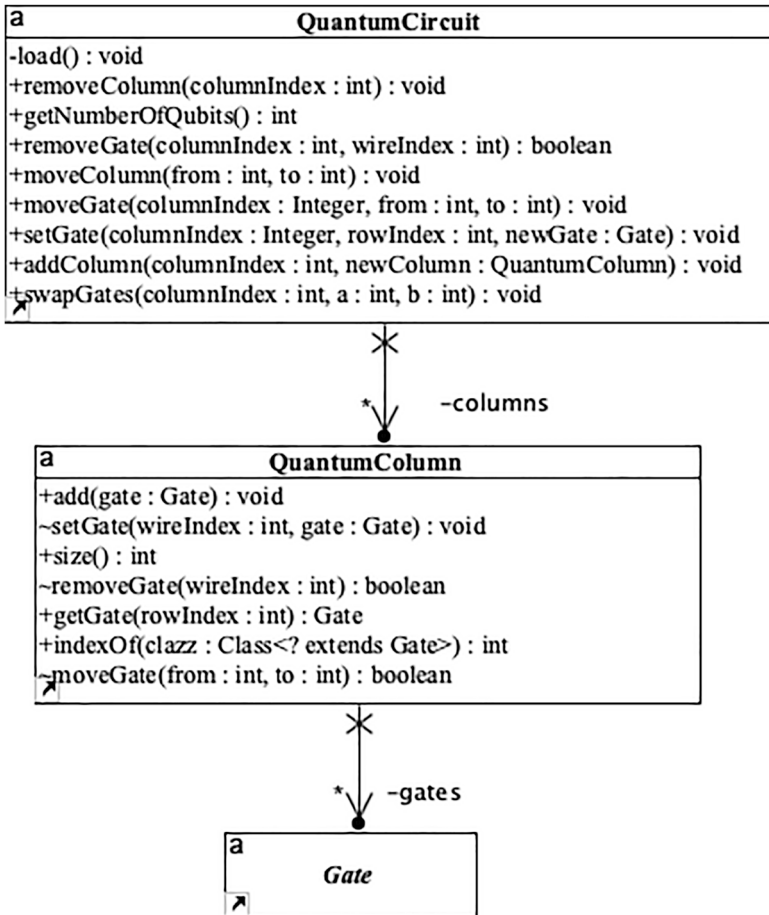 a
QuantumCircuit
-load() : void
+removeColumn(columnIndex : int) : void
+getNumberOfQubits() : int
+removeGate(columnIndex : int, wireIndex : int) : boolean
+moveColumn(from : int, to : int) : void
+moveGate(columnIndex : Integer, from : int, to : int) : void
+setGate(columnIndex : Integer, rowIndex : int, newGate : Gate) : void
+addColumn(columnIndex : int, newColumn : QuantumColumn) : void
+swapGates(columnIndex : int, a : int, b : int) : void
* -columns
a
QuantumColumn
+add(gate : Gate) : void
~setGate(wireIndex : int, gate : Gate) : void
+size() : int
~removeGate(wireIndex : int) : boolean
+getGate(rowIndex : int) : Gate
+indexOf(clazz : Class<? extends Gate>) : int
~moveGate(from : int, to : int) : boolean
* -gates
a
Gate